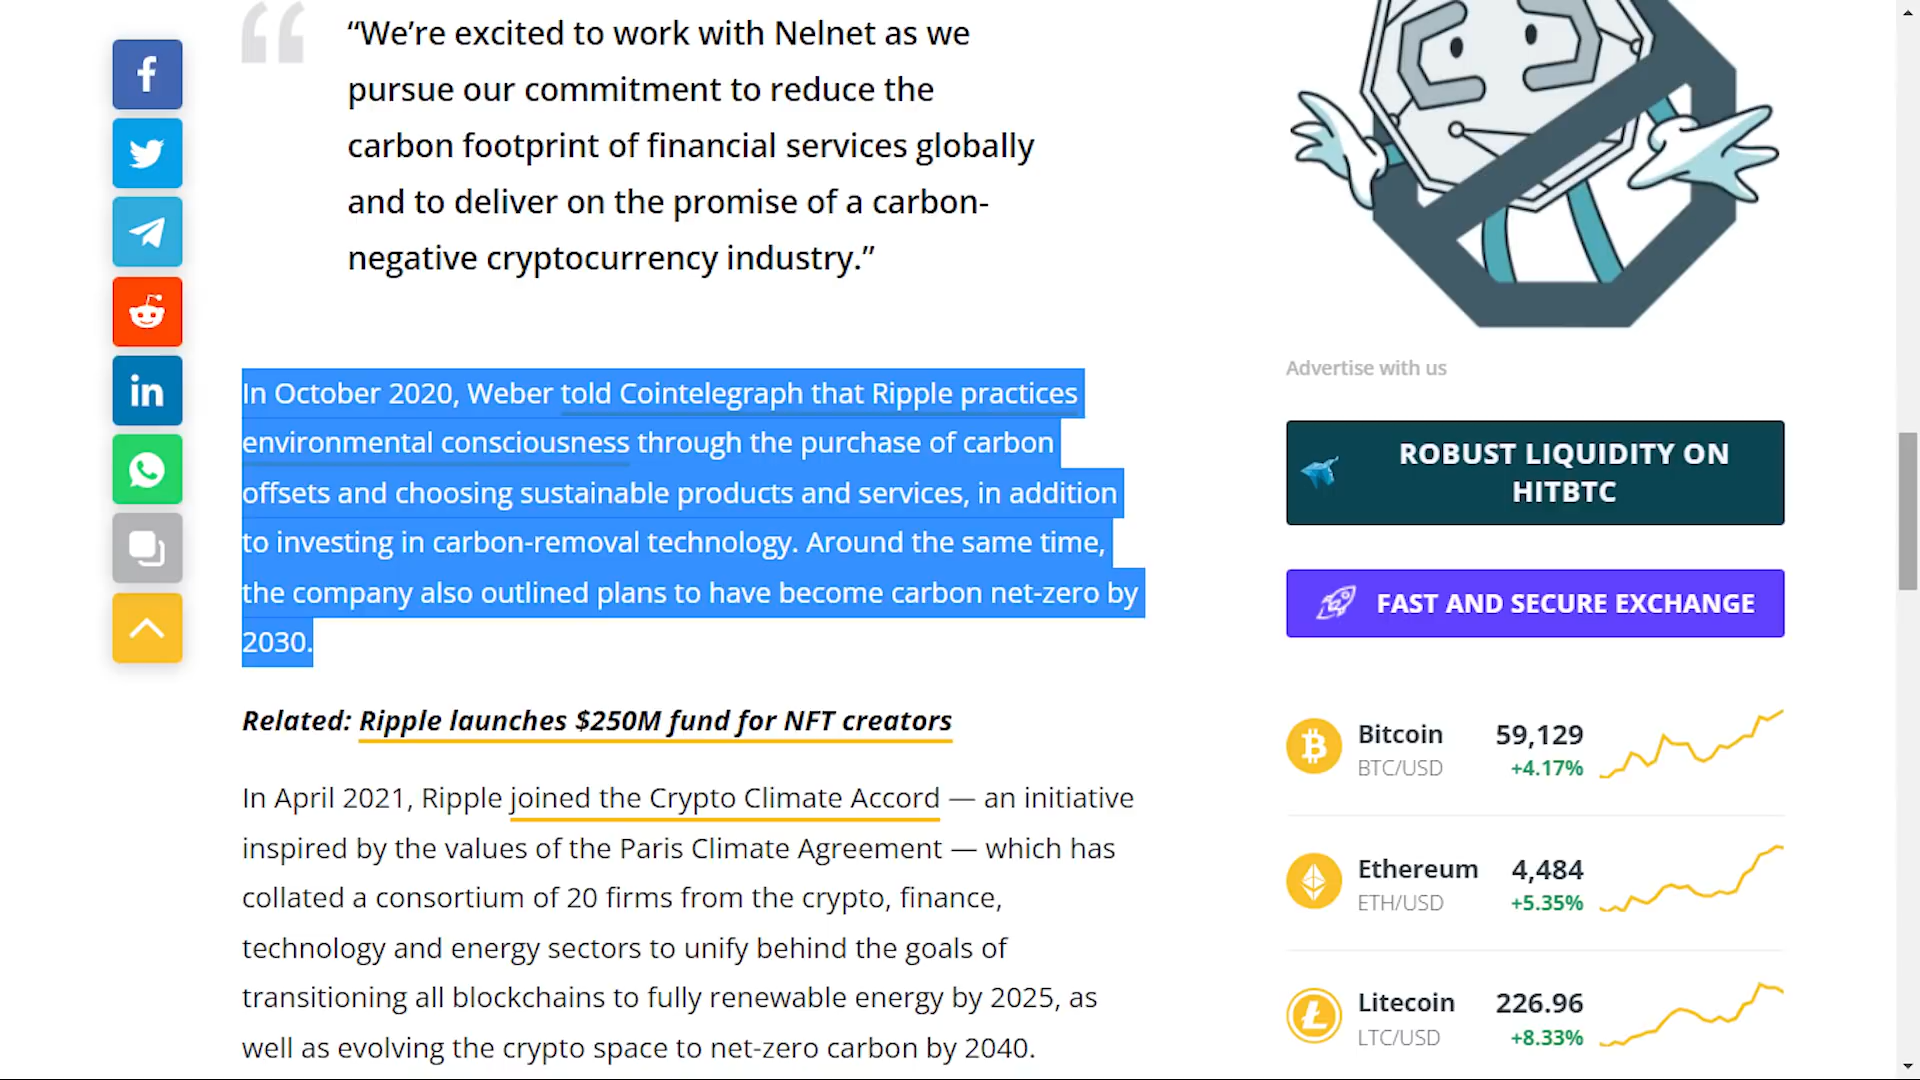 “We’re excited to work with Nelnet as we
pursue our commitment to reduce the
carbon footprint of financial services globally
and to deliver on the promise of a carbon-
negative cryptocurrency industry.”
In October 2020, Weber told Cointelegraph that Ripple practices
environmental consciousness through the purchase of carbon
offsets and choosing sustainable products and services, in addition
to investing in carbon-removal technology. Around the same time,
the company also outlined plans to have become carbon net-zero by
2030.
Related: Ripple launches $250M fund for NFT creators
In April 2021, Ripple joined the Crypto Climate Accord — an initiative
inspired by the values of the Paris Climate Agreement — which has
collated a consortium of 20 firms from the crypto, finance,
technology and energy sectors to unify behind the goals of
transitioning all blockchains to fully renewable energy by 2025, as
well as evolving the crypto space to net-zero carbon by 2040.
Advertise with us
ROBUST LIQUIDITY ON
HITBTC
FAST AND SECURE EXCHANGE
Bitcoin 59,129
BTC/USD +4.17%
Ethereum 4,484
ETH/USD +5.35%
Litecoin 226.96
LTC/USD +8.33%